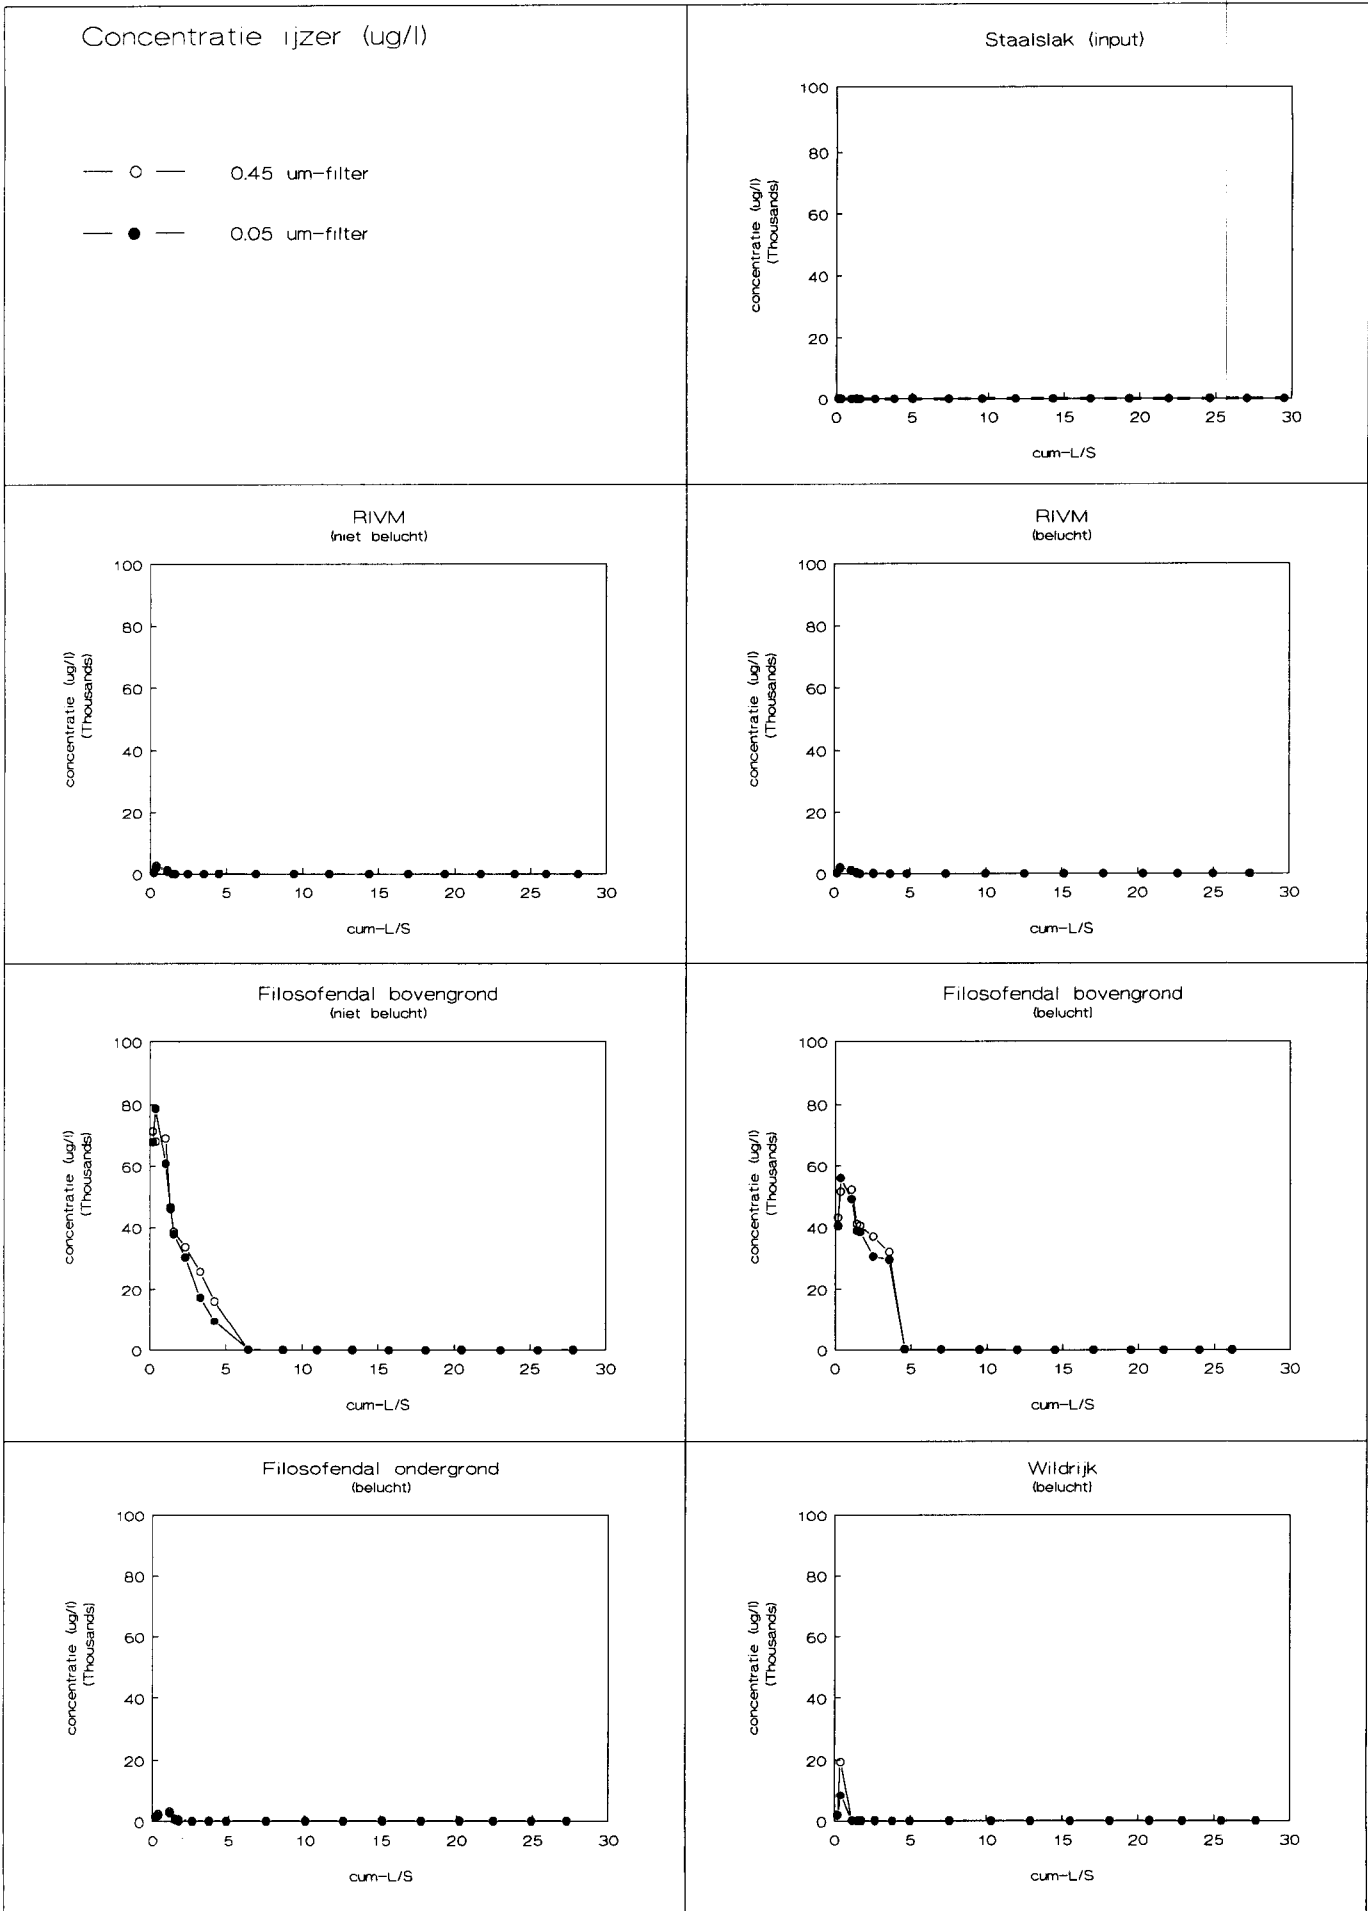 Concentratie ijzer (ug/l)
0.45 um-filter
0.05 um-filter
Staalslak (input)
concentratie (ug/l)
(Thousands)
100
80
60
40
20
0
0 5 10 15 20 25 30
cum-L/S
RIVM
(niet belucht)
concentratie (ug/l)
(Thousands)
100
80
60
40
20
0
0 5 10 15 20 25 30
cum-L/S
RIVM
(belucht)
concentratie (ug/l)
(Thousands)
100
80
60
40
20
0
0 5 10 15 20 25 30
cum-L/S
Filosofendal bovengrond
(niet belucht)
concentratie (ug/l)
(Thousands)
100
80
60
40
20
0
0 5 10 15 20 25 30
cum-L/S
Filosofendal bovengrond
(belucht)
concentratie (ug/l)
(Thousands)
100
80
60
40
20
0
0 5 10 15 20 25 30
cum-L/S
Filosofendal ondergrond
(belucht)
concentratie (ug/l)
(Thousands)
100
80
60
40
20
0
0 5 10 15 20 25 30
cum-L/S
Wildrijk
(belucht)
concentratie (ug/l)
(Thousands)
100
80
60
40
20
0
0 5 10 15 20 25 30
cum-L/S